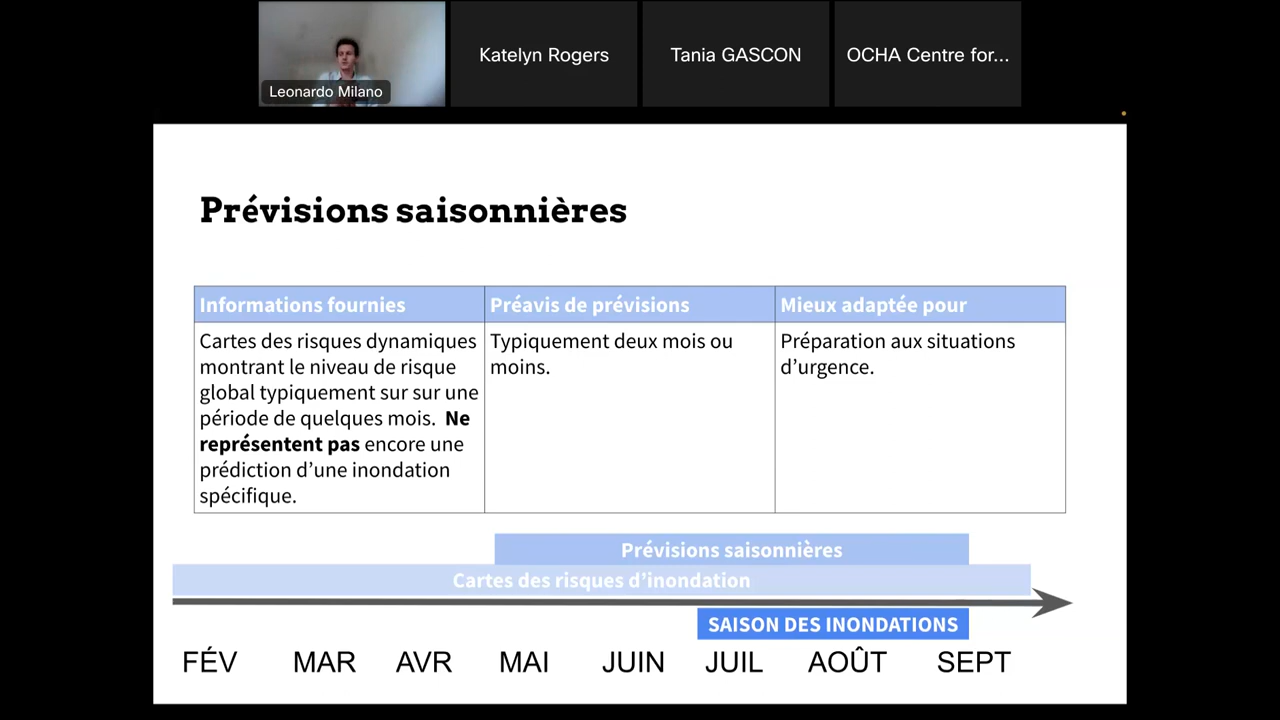 Leonardo Milano
Katelyn Rogers
Tania GASCON
OCHA Centre for...
Prévisions saisonnières
Informations fournies
Préavis de prévisions
Mieux adaptée pour
Cartes des risques dynamiques
montrant le niveau de risque
global typiquement sur sur une
période de quelques mois. Ne
représentent pas encore une
prédiction d'une inondation
spécifique.
Typiquement deux mois ou
moins.
Préparation aux situations
d'urgence.
Prévisions saisonnières
Cartes des risques d'inondation
SAISON DES INONDATIONS
FÉV MAR AVR MAI JUIN JUIL AOÛT SEPT